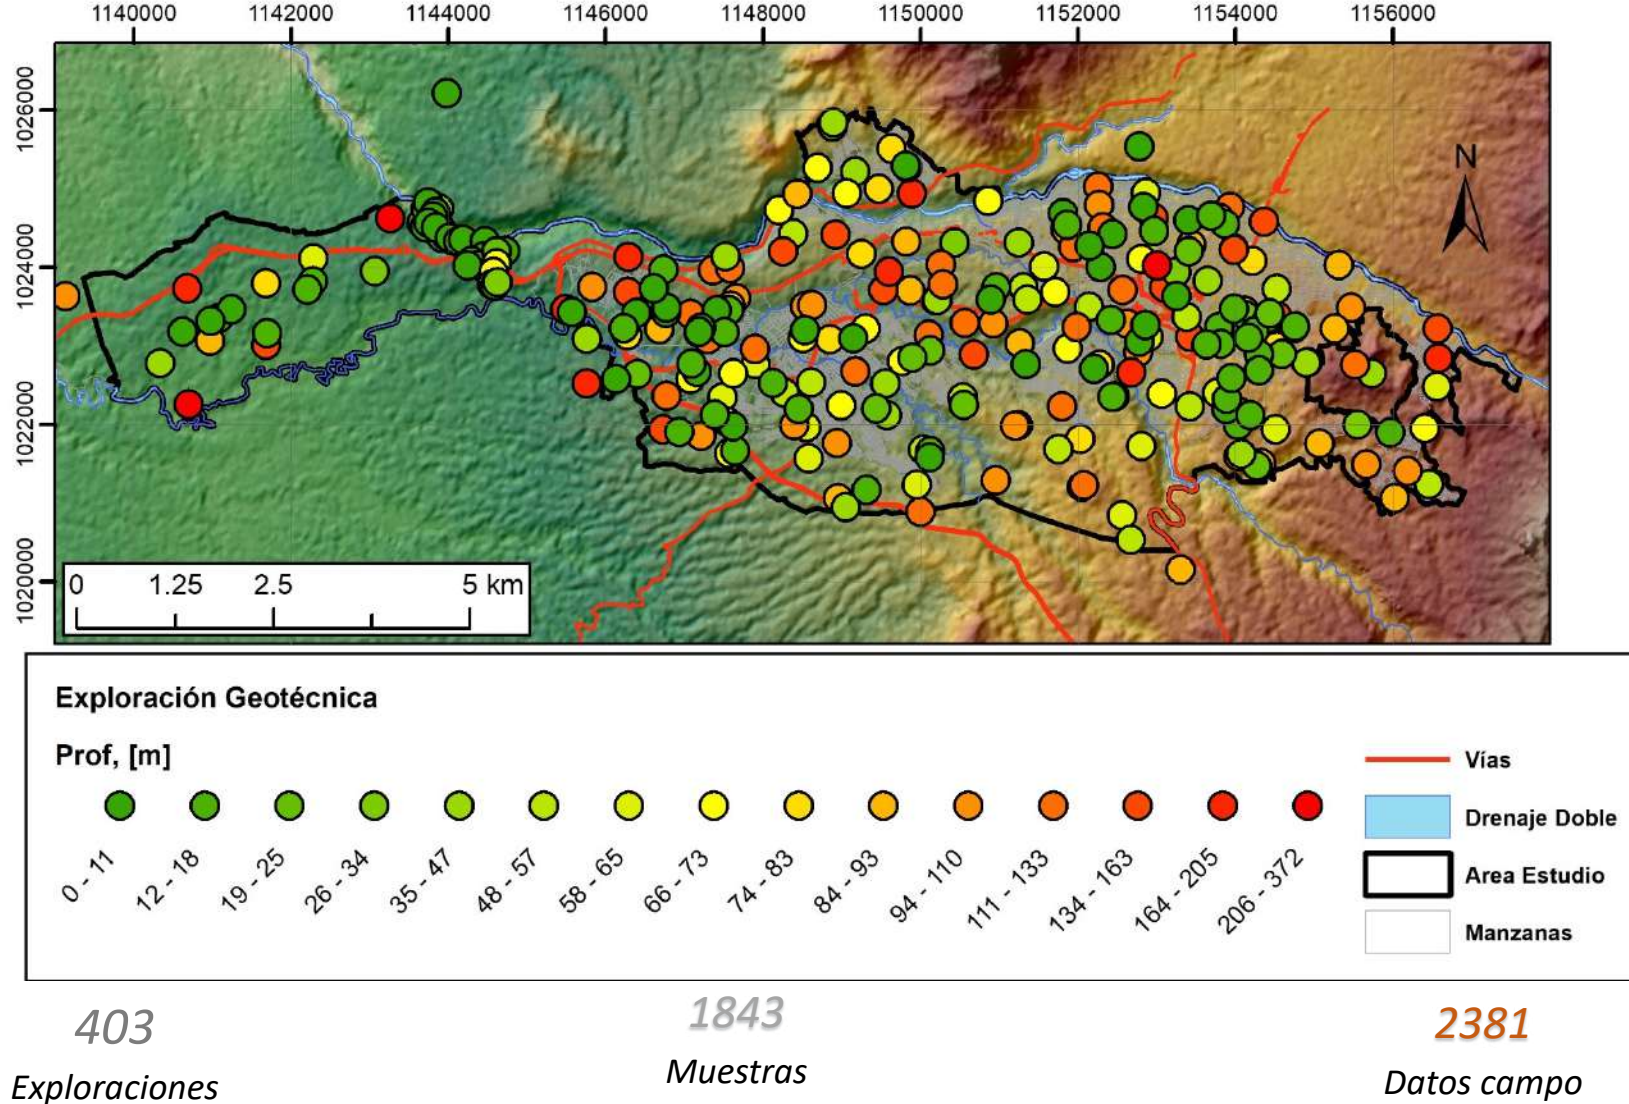 1140000 1142000 1144000 1146000 1148000 1150000 1152000 1154000 1156000
1026000
1024000
1022000
1020000
N
0 1.25 2.5 5 km
Exploración Geotécnica
Prof, [m]
0 - 11
12 - 18
19 - 25
26 - 34
35 - 47
48 - 57
58 - 65
66 - 73
74 - 83
84 - 93
94 - 110
111 - 133
134 - 163
164 - 205
206 - 372
Vías
Drenaje Doble
Area Estudio
Manzanas
403
Exploraciones
1843
Muestras
2381
Datos campo